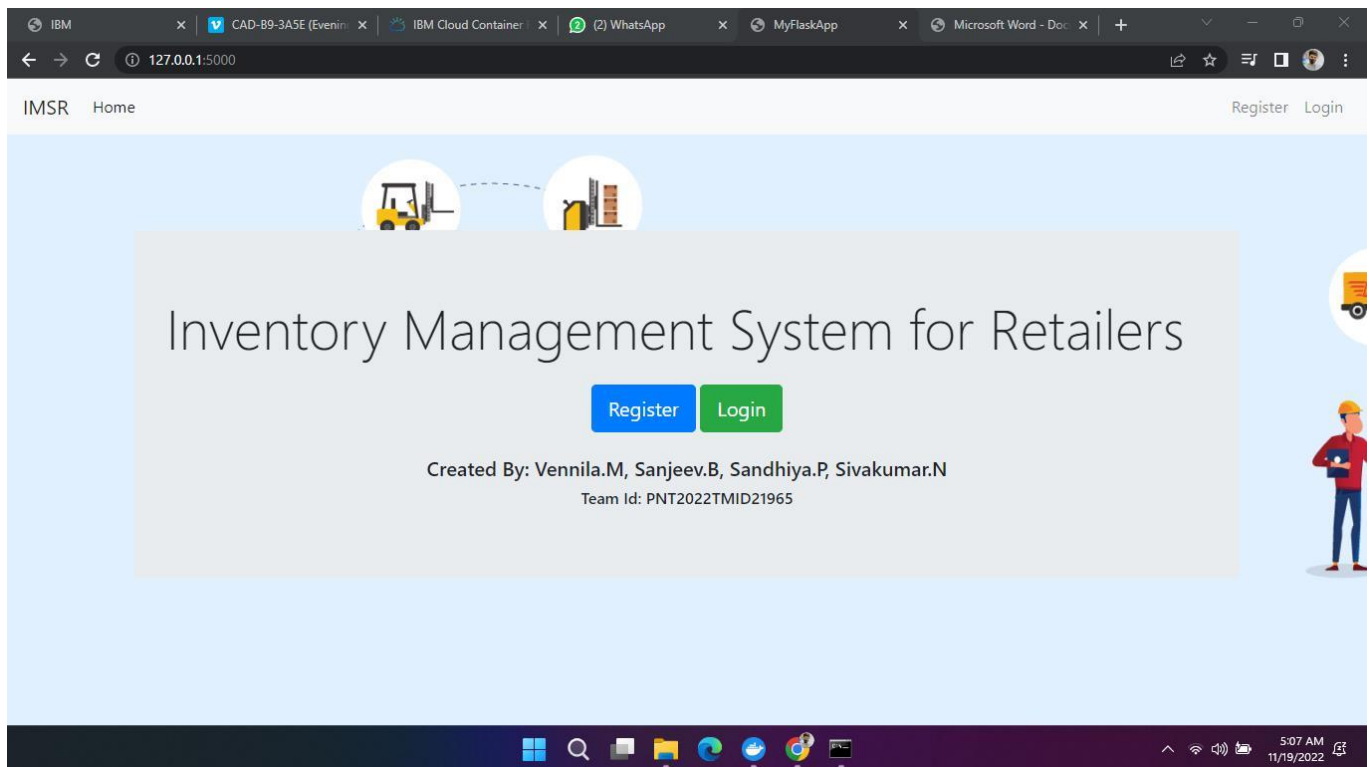 IBM
CAD-B9-3A5E (Evenin
IBM Cloud Container
(2) WhatsApp
MyFlaskApp
Microsoft Word - Doc
127.0.0.1:5000
IMSR Home Register Login
Inventory Management System for Retailers
Register Login
Created By: Vennila.M, Sanjeev.B, Sandhiya.P, Sivakumar.N
Team Id: PNT2022TMID21965
5:07 AM
11/19/2022